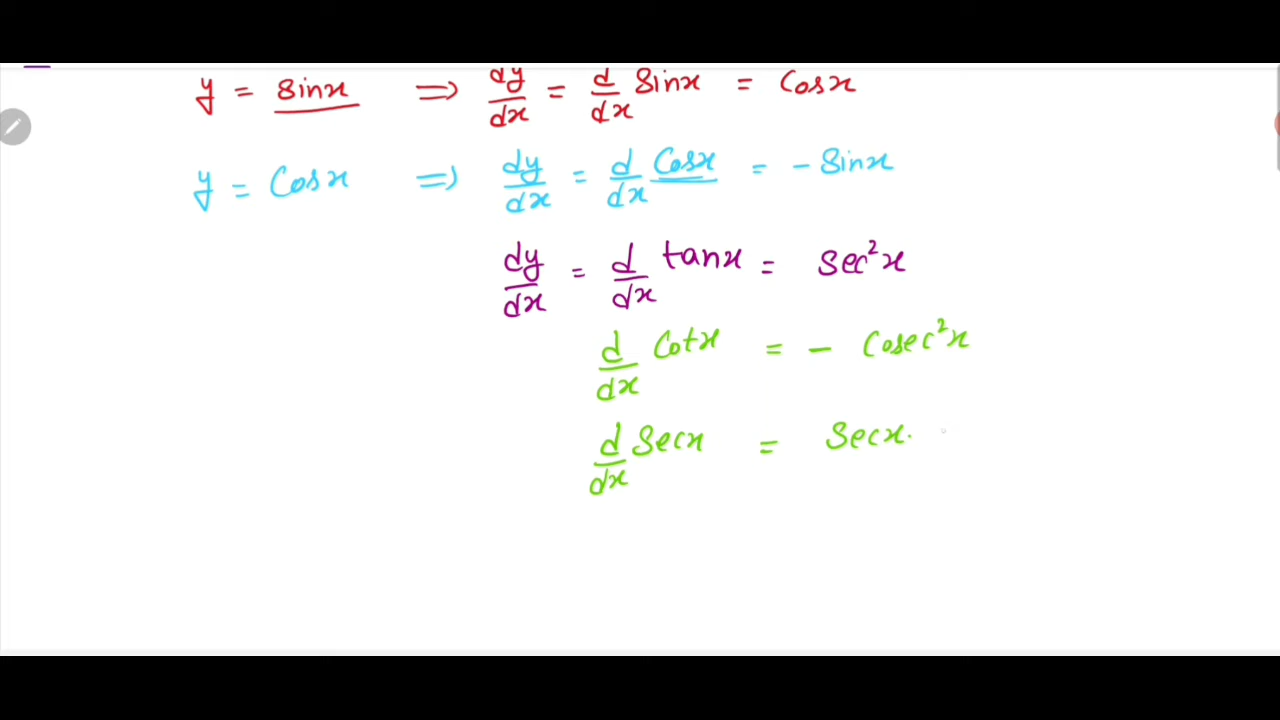 y = Sinx ⟹ dy/dx = d/dx Sinx = Cosx
y = Cosx ⟹ dy/dx = d/dx Cosx = - Sinx
dy/dx = d/dx tanx = Sec²x
d/dx Cotx = - Cosec²x
d/dx Secx = Secx.